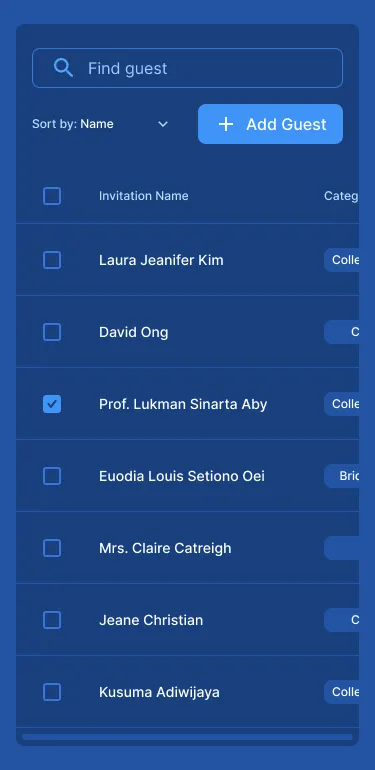 Find guest
Sort by: Name
Add Guest
Invitation Name Categ
Laura Jeanifer Kim Colle
David Ong C
Prof. Lukman Sinarta Aby Colle
Euodia Louis Setiono Oei Brid
Mrs. Claire Catreigh
Jeane Christian C
Kusuma Adiwijaya Colle